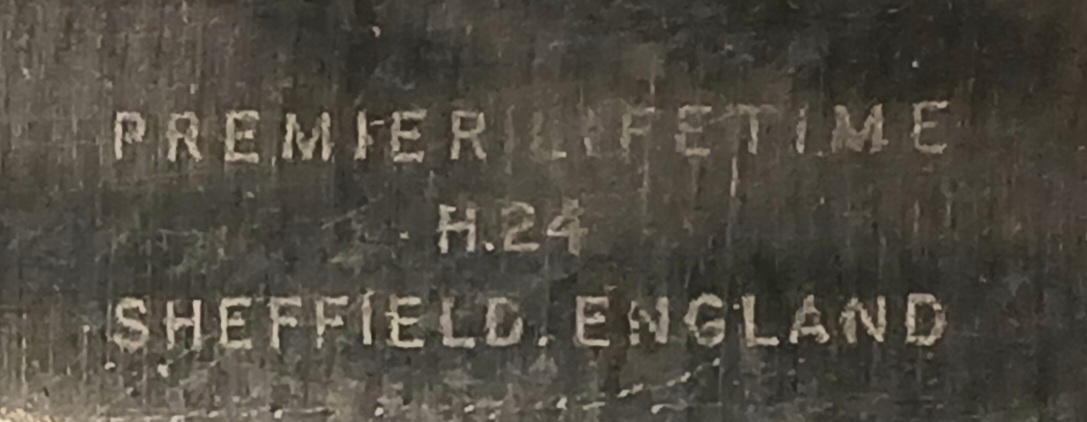 PREMIER LIFETIME
H.24
SHEFFIELD. ENGLAND